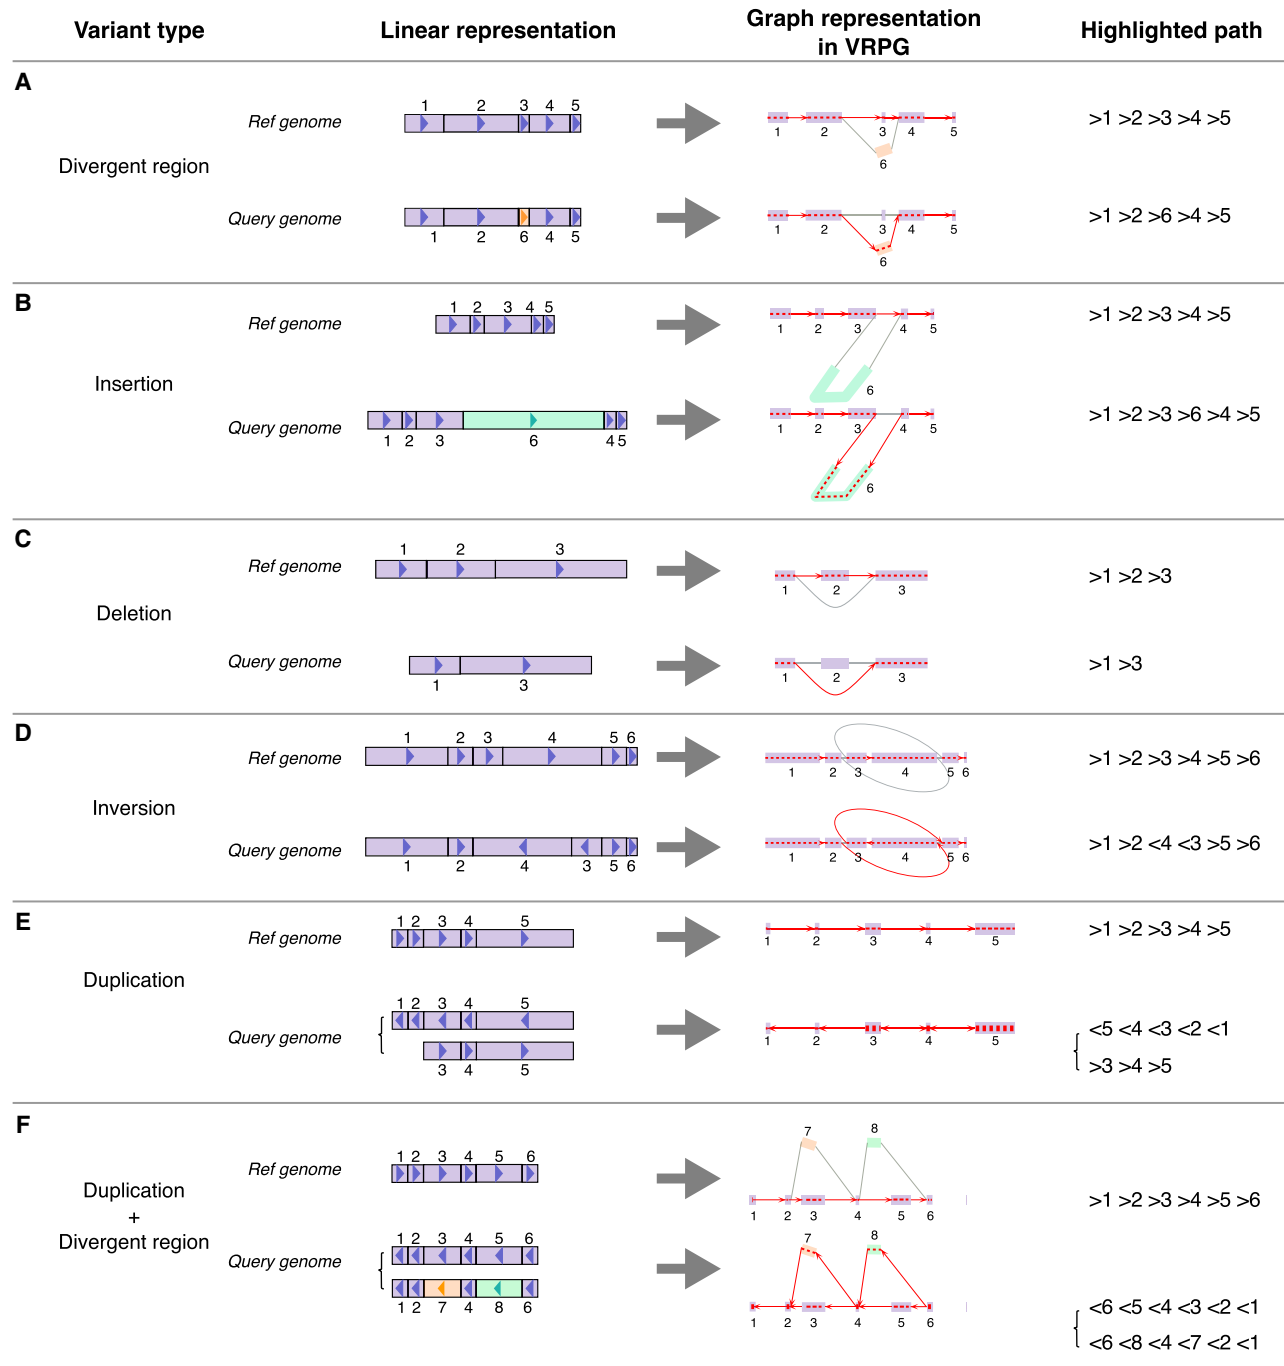 Variant type
Linear representation
Graph representation
in VRPG
Highlighted path
A
Divergent region
Ref genome
1 2 3 4 5
1 2 3 4 5
6
>1 >2 >3 >4 >5
Query genome
1 2 6 4 5
1 2 3 4 5
6
>1 >2 >6 >4 >5
B
Insertion
Ref genome
1 2 3 4 5
1 2 3 4 5
6
>1 >2 >3 >4 >5
Query genome
1 2 3 6 4 5
1 2 3 4 5
6
>1 >2 >3 >6 >4 >5
C
Deletion
Ref genome
1 2 3
1 2 3
>1 >2 >3
Query genome
1 3
1 2 3
>1 >3
D
Inversion
Ref genome
1 2 3 4 5 6
1 2 3 4 5 6
>1 >2 >3 >4 >5 >6
Query genome
1 2 4 3 5 6
1 2 3 4 5 6
>1 >2 <4 <3 >5 >6
E
Duplication
Ref genome
1 2 3 4 5
1 2 3 4 5
>1 >2 >3 >4 >5
Query genome
1 2 3 4 5
3 4 5
1 2 3 4 5
<5 <4 <3 <2 <1
>3 >4 >5
F
Duplication
+
Divergent region
Ref genome
1 2 3 4 5 6
7 8
1 2 3 4 5 6
>1 >2 >3 >4 >5 >6
Query genome
1 2 3 4 5 6
1 2 7 4 8 6
7 8
1 2 3 4 5 6
<6 <5 <4 <3 <2 <1
<6 <8 <4 <7 <2 <1